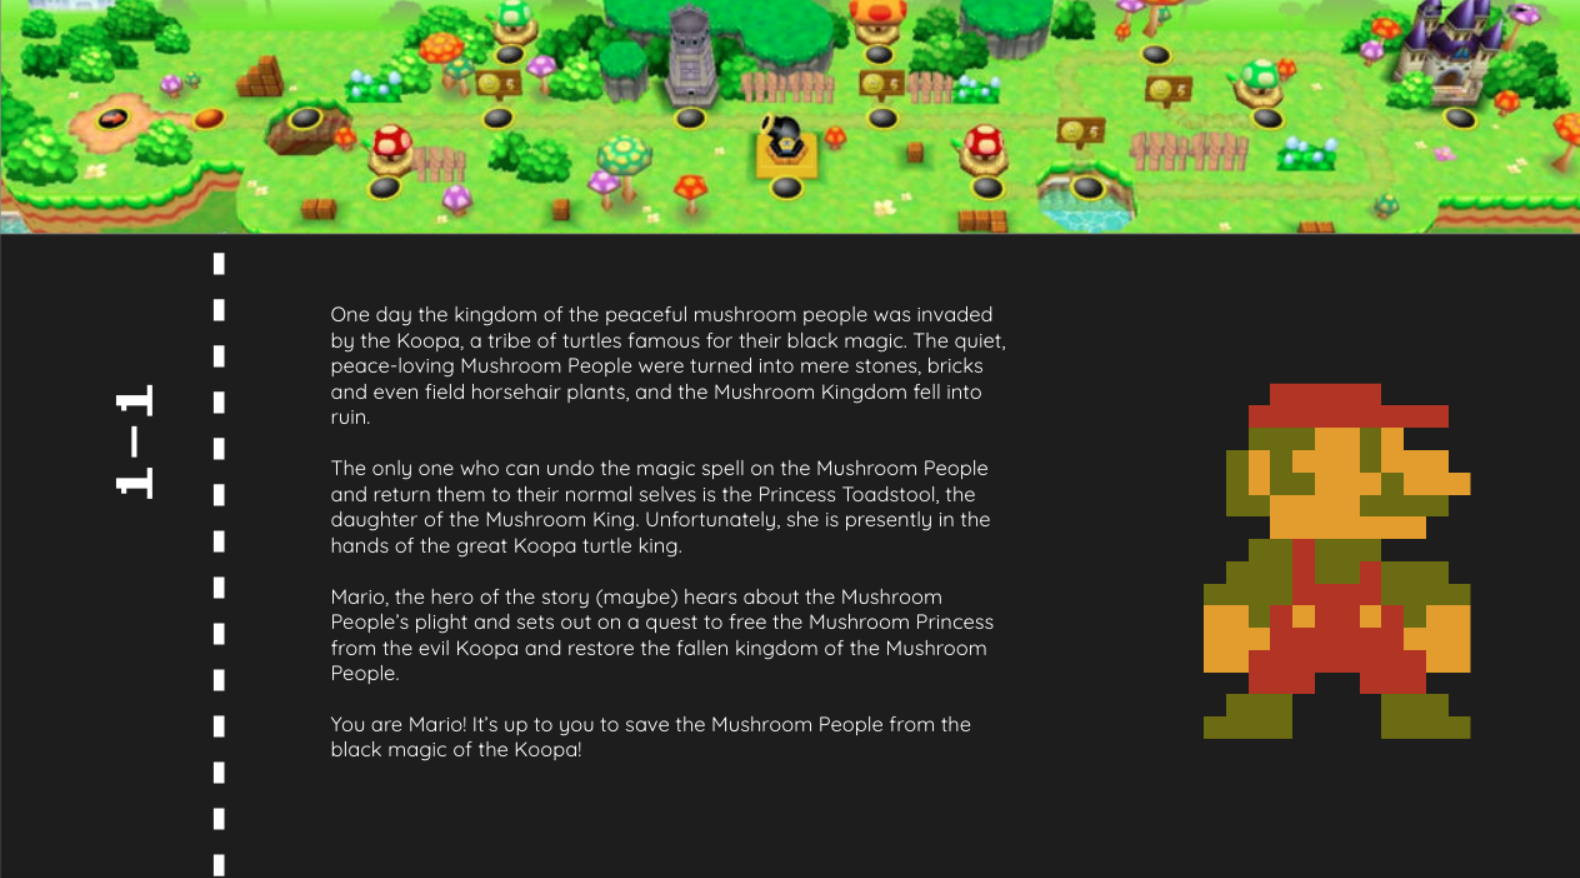 5
5
5
5
1-1
One day the kingdom of the peaceful mushroom people was invaded
by the Koopa, a tribe of turtles famous for their black magic. The quiet,
peace-loving Mushroom People were turned into mere stones, bricks
and even field horsehair plants, and the Mushroom Kingdom fell into
ruin.
The only one who can undo the magic spell on the Mushroom People
and return them to their normal selves is the Princess Toadstool, the
daughter of the Mushroom King. Unfortunately, she is presently in the
hands of the great Koopa turtle king.
Mario, the hero of the story (maybe) hears about the Mushroom
People’s plight and sets out on a quest to free the Mushroom Princess
from the evil Koopa and restore the fallen kingdom of the Mushroom
People.
You are Mario! It’s up to you to save the Mushroom People from the
black magic of the Koopa!